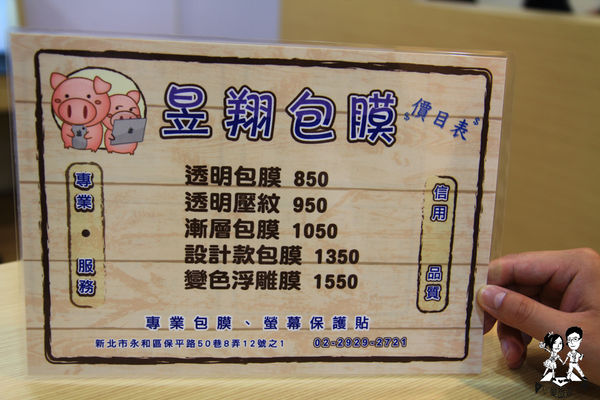 昱翔包膜
$價目表$
專業•服務
透明包膜 850
透明壓紋 950
漸層包膜 1050
設計款包膜 1350
變色浮雕膜 1550
信用 品質
專業包膜、螢幕保護貼
新北市永和區保平路50巷8弄12號之1 02-2929-2721